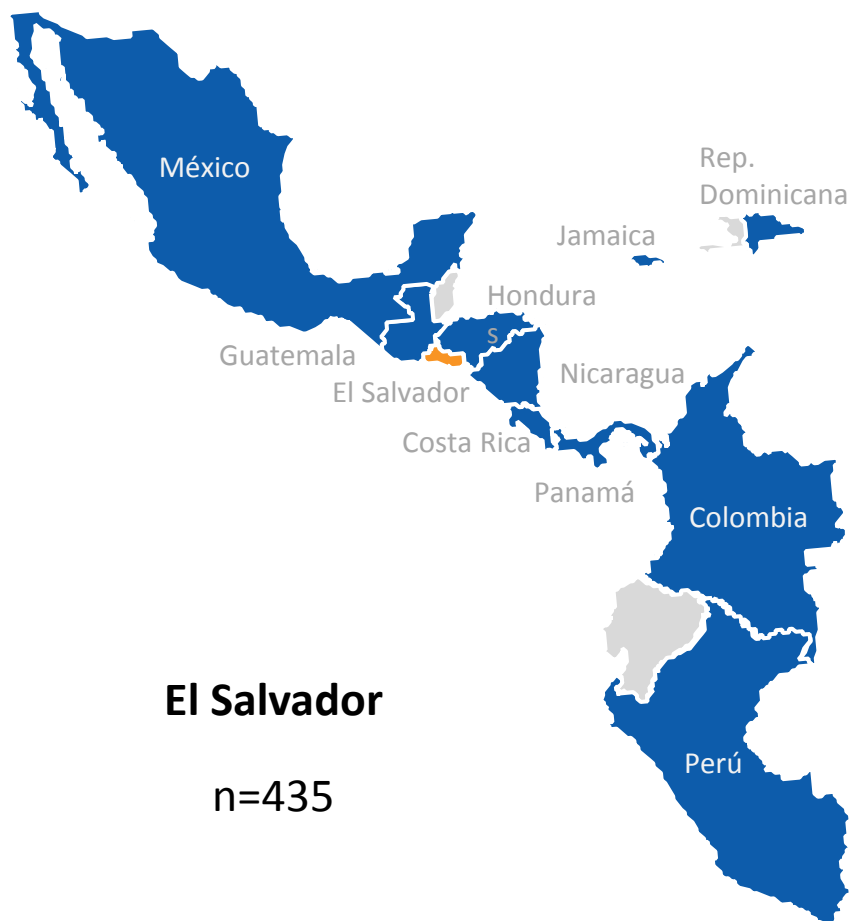 México
Rep.
Dominicana
Jamaica
Hondura
s
Guatemala
El Salvador
Nicaragua
Costa Rica
Panamá
Colombia
El Salvador
Perú
n=435